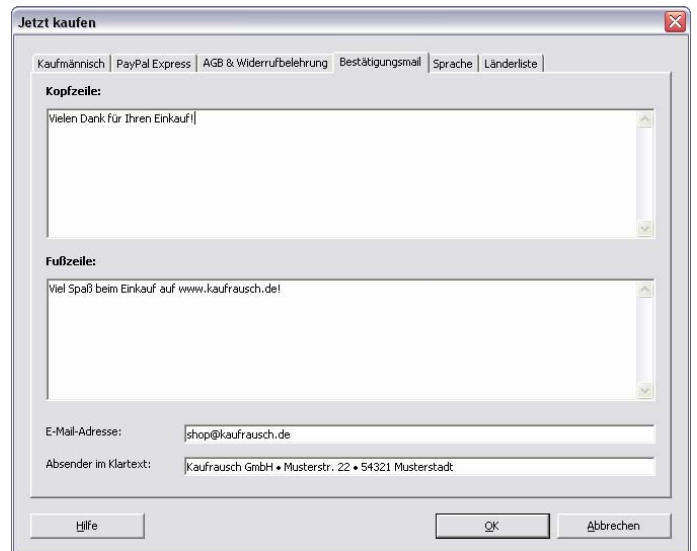 Jetzt kaufen
Kaufmännisch PayPal Express AGB & Widerrufbelehrung Bestätigungsmail Sprache Länderliste
Kopfzeile:
Vielen Dank für Ihren Einkauf!
Fußzeile:
Viel Spaß beim Einkauf auf www.kaufrausch.de!
E-Mail-Adresse: shop@kaufrausch.de
Absender im Klartext: Kaufrausch GmbH • Musterstr. 22 • 54321 Musterstadt
Hilfe OK Abbrechen